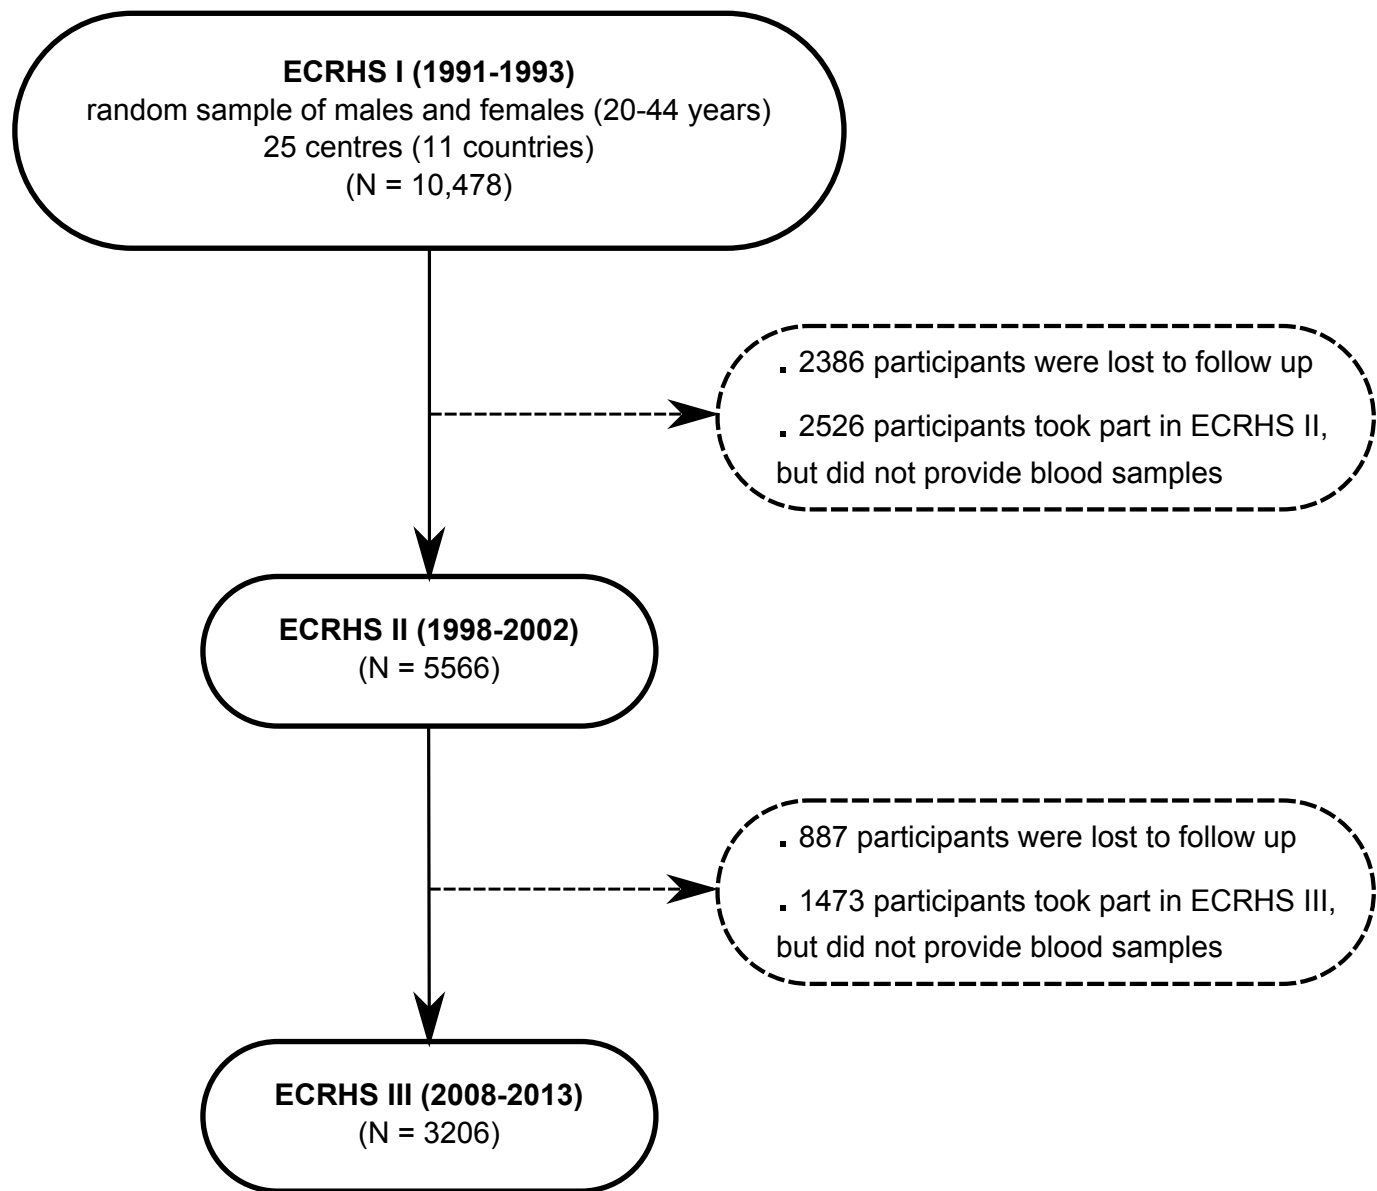 ECRHS I (1991-1993)
random sample of males and females (20-44 years)
25 centres (11 countries)
(N = 10,478)
. 2386 participants were lost to follow up
. 2526 participants took part in ECRHS II,
but did not provide blood samples
ECRHS II (1998-2002)
(N = 5566)
. 887 participants were lost to follow up
. 1473 participants took part in ECRHS III,
but did not provide blood samples
ECRHS III (2008-2013)
(N = 3206)